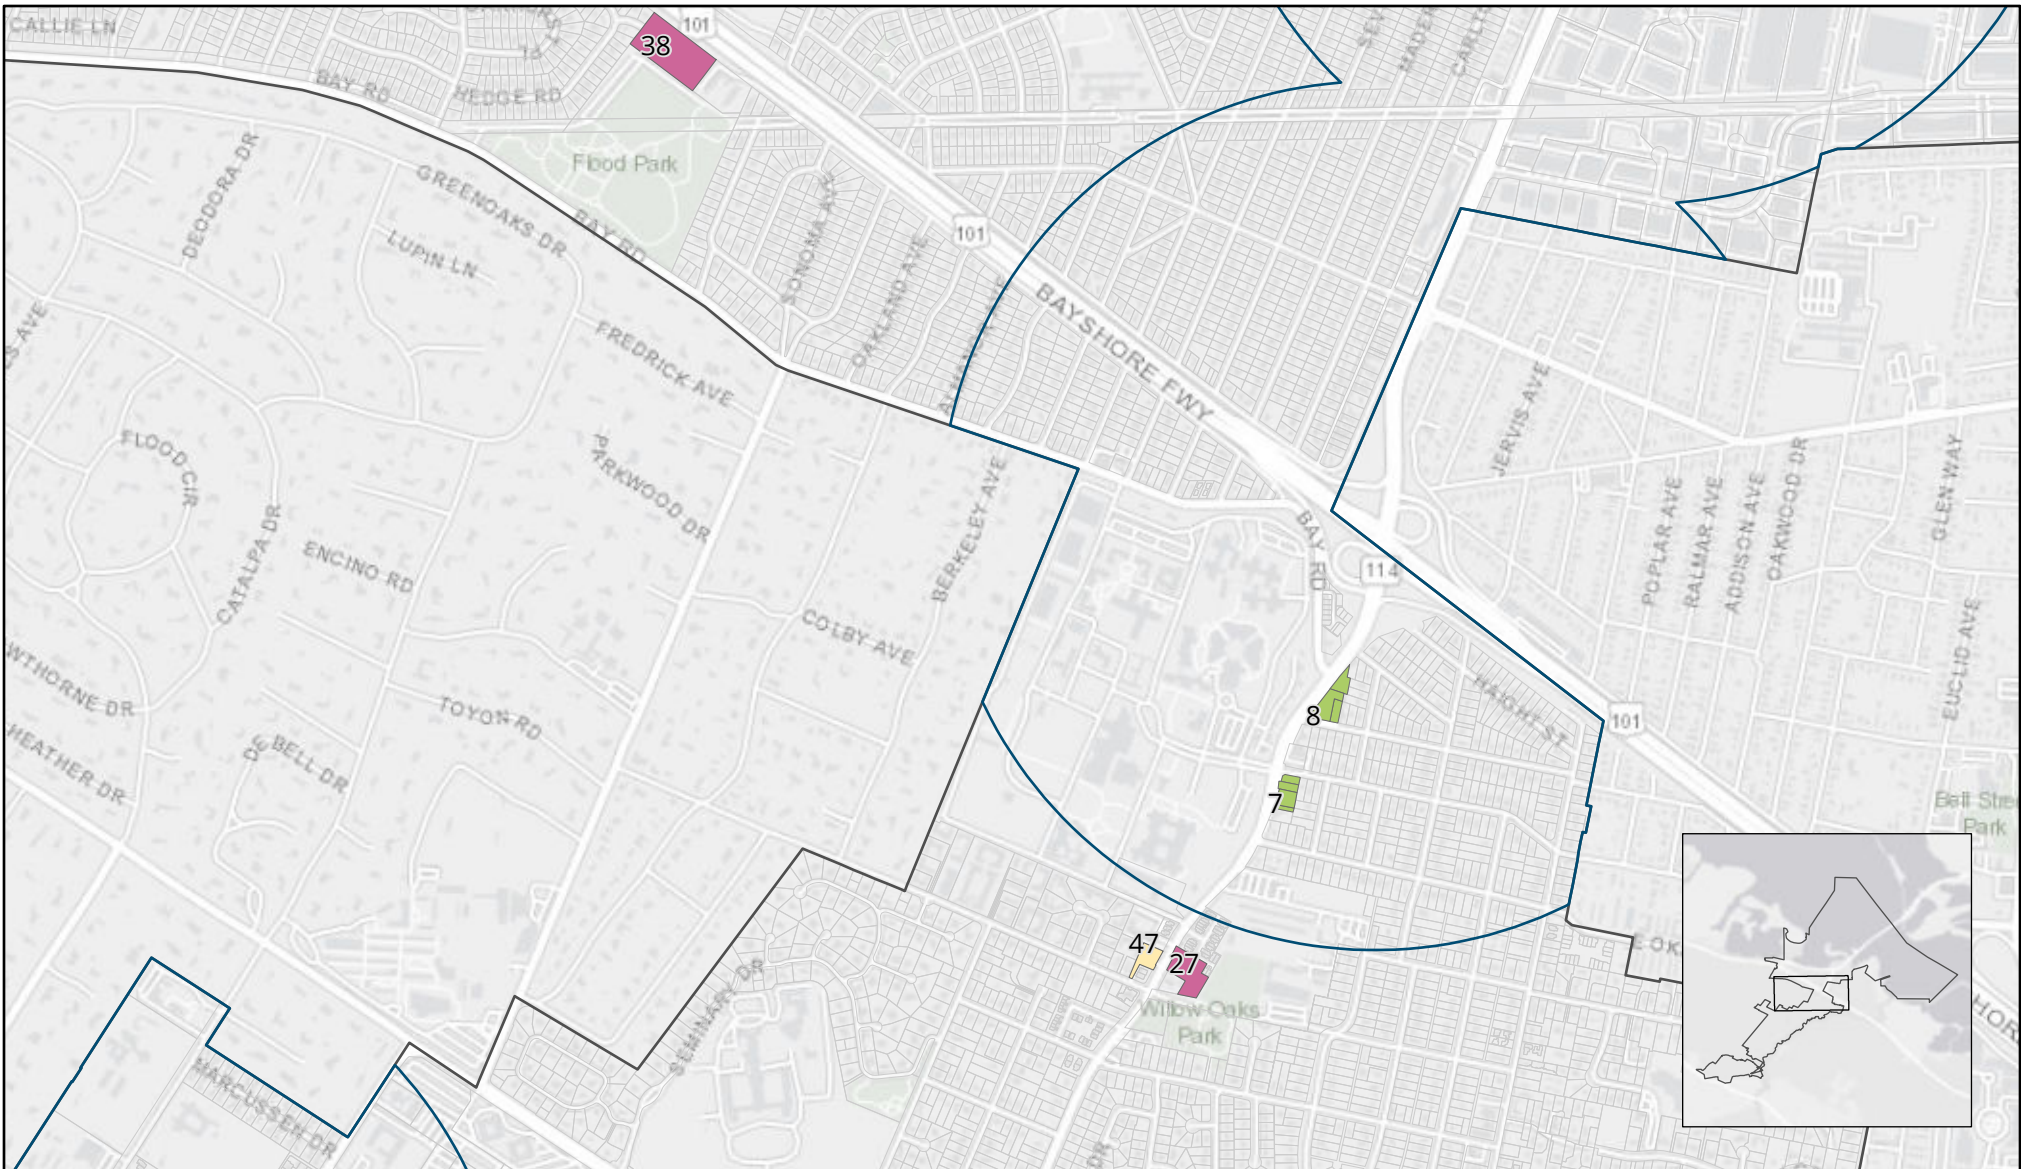 CALLIE LN
101
38
BAY RD
HEDGE RD
Flood Park
DEODORA DR
GREENOAKS DR
BAY RD
LUPIN LN
SONOMA AVE
OAKLAND AVE
101
BAYSHORE FWY
FREDRICK AVE
JERVIS AVE
FLOOD CIR
PARKWOOD DR
CATALPA DR
ENCINO RD
BERKELEY AVE
BAY RD
114
POPLAR AVE
RALMAR AVE
ADDISON AVE
OAKWOOD DR
GLEN WAY
COLBY AVE
EUCLID AVE
WTHORNE DR
TOYON RD
HAIGHT ST
8
101
HEATHER DR
DE BELL DR
7
Park
47
27
SEMINARY DR
Willow Oaks
Park
MARCUSSEN DR
DR